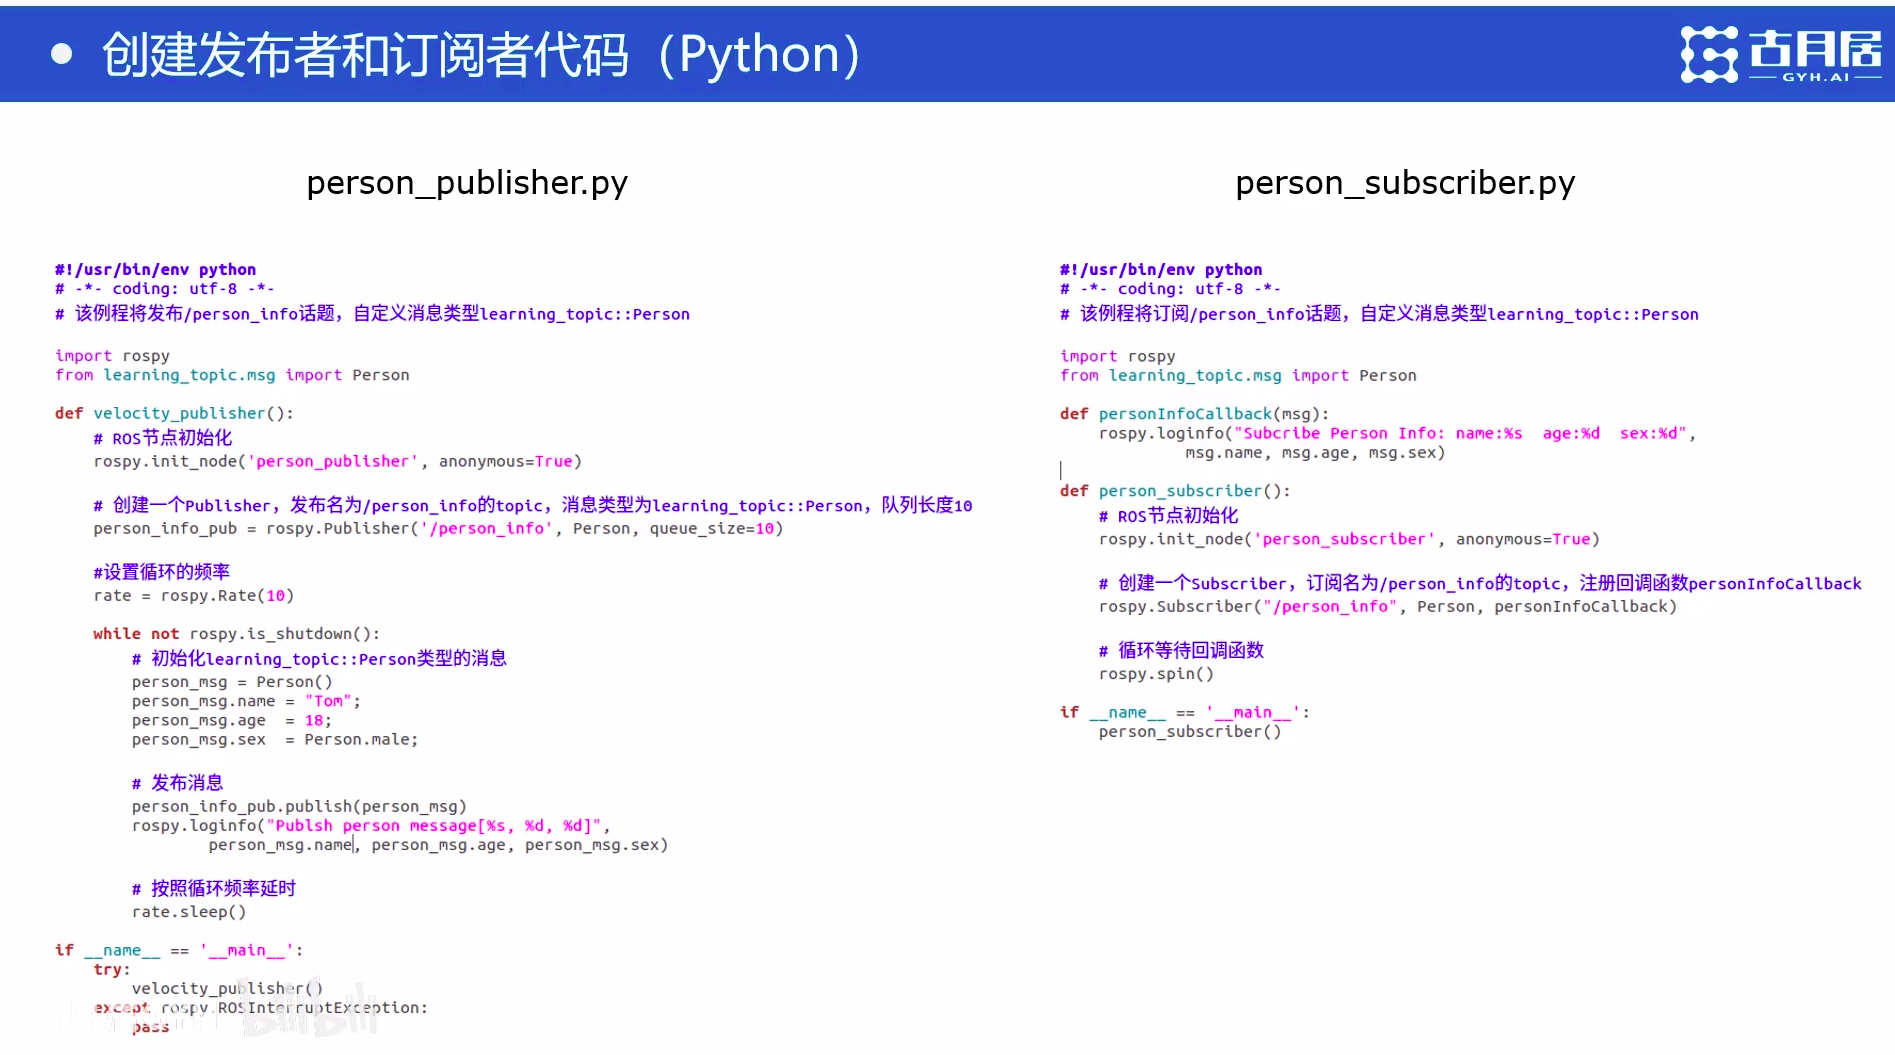 创建发布者和订阅者代码（Python）
古月居
GYH.AI
person_publisher.py
#!/usr/bin/env python
# -*- coding: utf-8 -*-
# 该例程将发布/person_info话题，自定义消息类型learning_topic::Person
import rospy
from learning_topic.msg import Person
def velocity_publisher():
# ROS节点初始化
rospy.init_node('person_publisher', anonymous=True)
# 创建一个Publisher，发布名为/person_info的topic，消息类型为learning_topic::Person，队列长度10
person_info_pub = rospy.Publisher('/person_info', Person, queue_size=10)
#设置循环的频率
rate = rospy.Rate(10)
while not rospy.is_shutdown():
# 初始化learning_topic::Person类型的消息
person_msg = Person()
person_msg.name = "Tom";
person_msg.age  = 18;
person_msg.sex  = Person.male;
# 发布消息
person_info_pub.publish(person_msg)
rospy.loginfo("Publsh person message[%s, %d, %d]",
person_msg.name, person_msg.age, person_msg.sex)
# 按照循环频率延时
rate.sleep()
if __name__ == '__main__':
try:
velocity_publisher()
except rospy.ROSInterruptException:
pass
bilibili
person_subscriber.py
#!/usr/bin/env python
# -*- coding: utf-8 -*-
# 该例程将订阅/person_info话题，自定义消息类型learning_topic::Person
import rospy
from learning_topic.msg import Person
def personInfoCallback(msg):
rospy.loginfo("Subcribe Person Info: name:%s  age:%d  sex:%d",
msg.name, msg.age, msg.sex)
def person_subscriber():
# ROS节点初始化
rospy.init_node('person_subscriber', anonymous=True)
# 创建一个Subscriber，订阅名为/person_info的topic，注册回调函数personInfoCallback
rospy.Subscriber("/person_info", Person, personInfoCallback)
# 循环等待回调函数
rospy.spin()
if __name__ == '__main__':
person_subscriber()